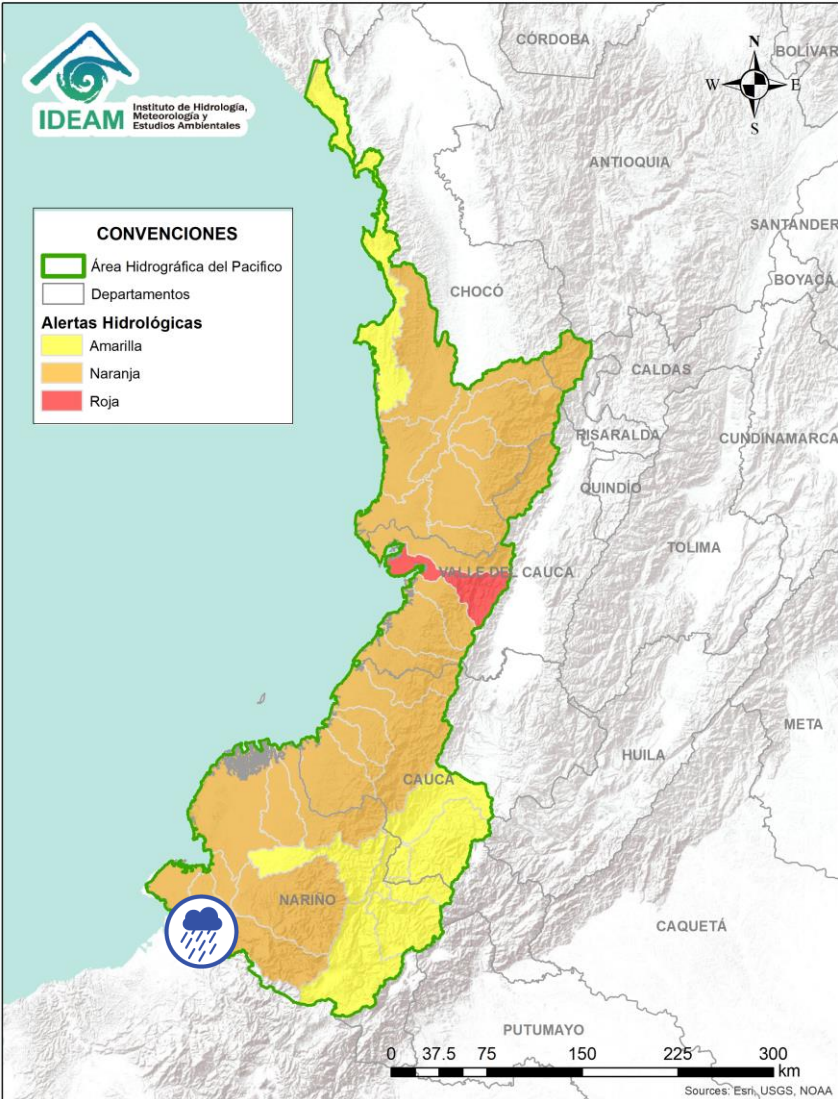 IDEAM
Instituto de Hidrología,
Meteorología y
Estudios Ambientales
N
W
E
S
CÓRDOBA
BOLÍVAR
ANTIOQUIA
SANTANDER
BOYACÁ
CHOCÓ
CALDAS
RISARALDA
CUNDINAMARCA
QUINDÍO
TOLIMA
VALLE DEL CAUCA
META
HUILA
CAUCA
NARIÑO
CAQUETÁ
PUTUMAYO
CONVENCIONES
Área Hidrográfica del Pacifico
Departamentos
Alertas Hidrológicas
Amarilla
Naranja
Roja
0 37.5 75 150 225 300
km
Sources: Esri, USGS, NOAA